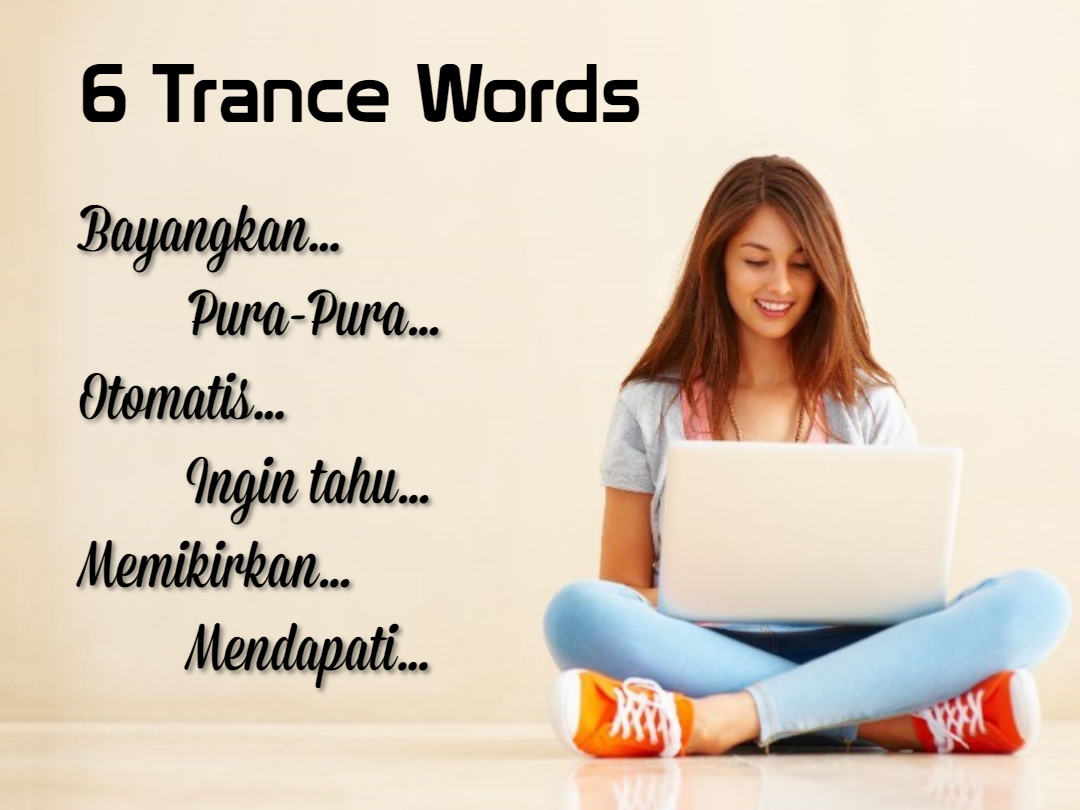 6 Trance Words
Bayangkan...
Pura-Pura...
Otomatis...
Ingin tahu...
Memikirkan...
Mendapati...